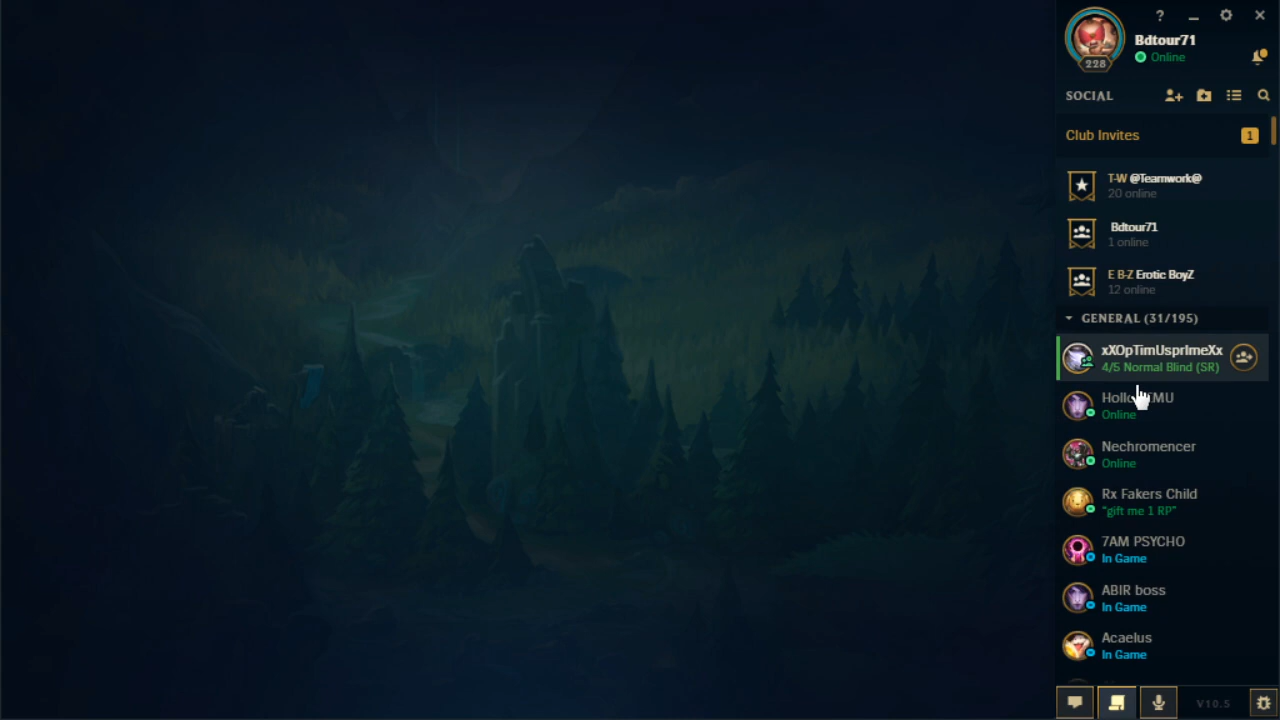 ?
Bdtour71
Online
228
SOCIAL
Club Invites
1
T-W @Teamwork@
20 online
Bdtour71
1 online
E B-Z Erotic BoyZ
12 online
GENERAL (31/195)
xXOpTimUsprImeXx
4/5 Normal Blind (SR)
Online
Nechromencer
Online
Rx Fakers Child
"gift me 1 RP"
7AM PSYCHO
In Game
ABIR boss
In Game
Acaelus
In Game
V10.5